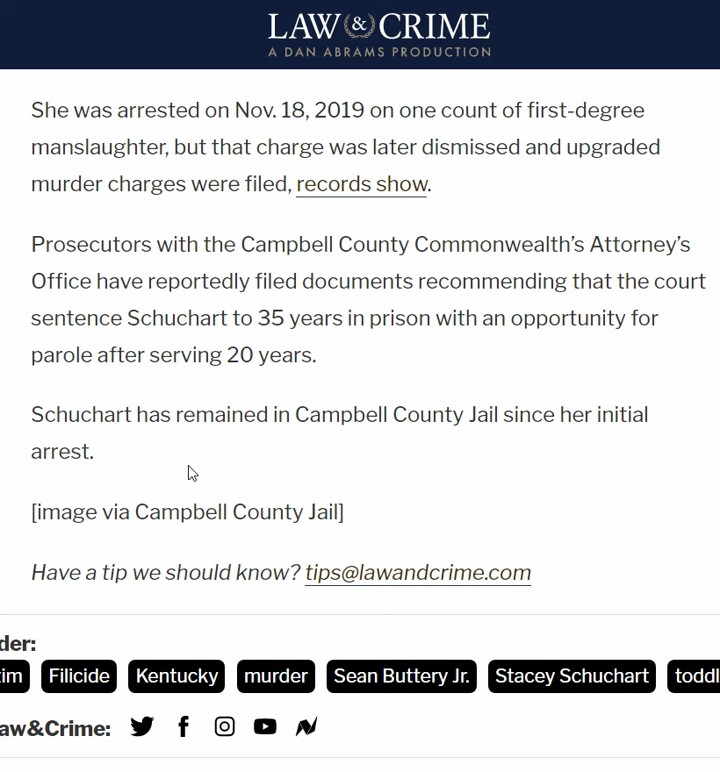 LAW & CRIME
A DAN ABRAMS PRODUCTION
She was arrested on Nov. 18, 2019 on one count of first-degree
manslaughter, but that charge was later dismissed and upgraded
murder charges were filed, records show.
Prosecutors with the Campbell County Commonwealth’s Attorney’s
Office have reportedly filed documents recommending that the court
sentence Schuchart to 35 years in prison with an opportunity for
parole after serving 20 years.
Schuchart has remained in Campbell County Jail since her initial
arrest.
[image via Campbell County Jail]
Have a tip we should know? tips@lawandcrime.com
der:
tim Filicide Kentucky murder Sean Buttery Jr. Stacey Schuchart toddl
aw&Crime: